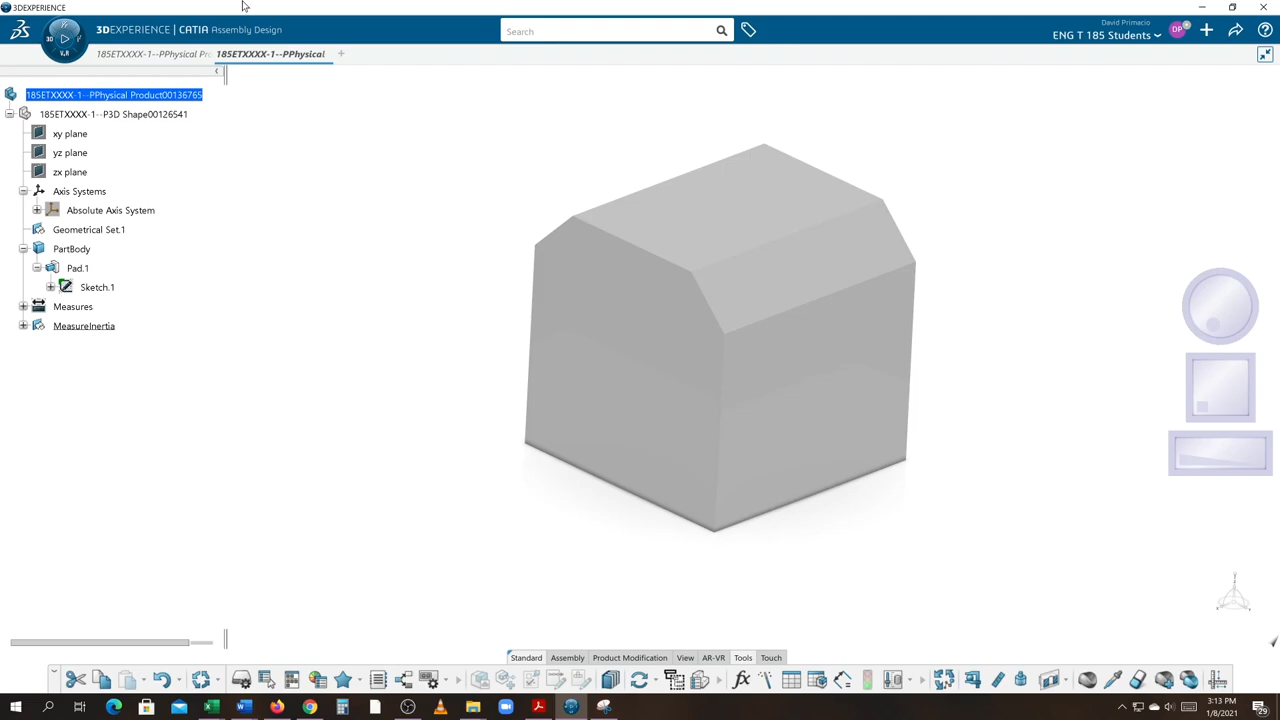 3DEXPERIENCE
3DEXPERIENCE | CATIA Assembly Design
Search
David Primacio
ENG T 185 Students
DP
3D
V.R
185ETXXXX-1--PPhysical Pr...
185ETXXXX-1--PPhysical
185ETXXXX-1--PPhysical Product00136765
185ETXXXX-1--P3D Shape00126541
xy plane
yz plane
zx plane
Axis Systems
Absolute Axis System
Geometrical Set.1
PartBody
Pad.1
Sketch.1
Measures
MeasureInertia
Standard
Assembly
Product Modification
View
AR-VR
Tools
Touch
3:13 PM
1/8/2021
29